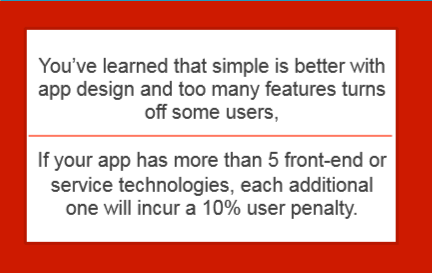 You've learned that simple is better with
app design and too many features turns
off some users,
If your app has more than 5 front-end or
service technologies, each additional
one will incur a 10% user penalty.